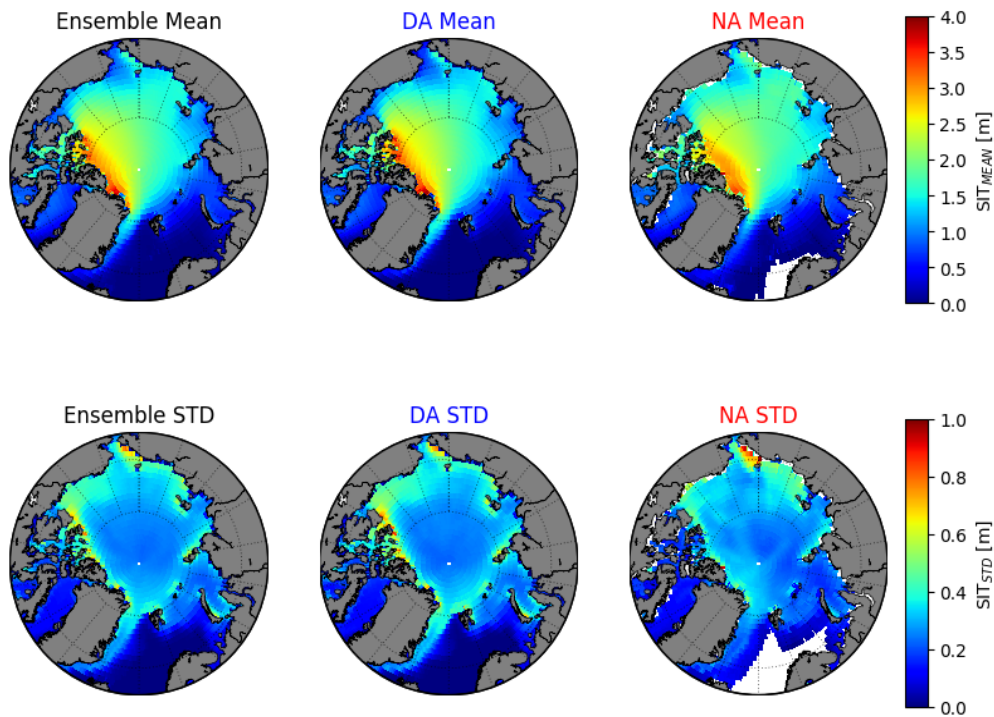 Ensemble Mean
DA Mean
NA Mean
4.0
3.5
3.0
2.5
2.0
1.5
1.0
0.5
0.0
SIT_MEAN [m]
Ensemble STD
DA STD
NA STD
1.0
0.8
0.6
0.4
0.2
0.0
SIT_STD [m]